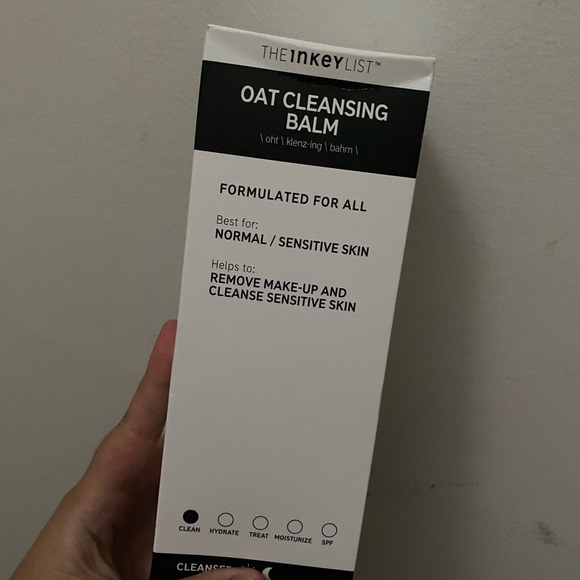 THE INKEY LIST™
OAT CLEANSING
BALM
\ oht \ klenz-ing \ bahm \
FORMULATED FOR ALL
Best for:
NORMAL / SENSITIVE SKIN
Helps to:
REMOVE MAKE-UP AND
CLEANSE SENSITIVE SKIN
CLEAN HYDRATE TREAT MOISTURIZE SPF
CLEANSER